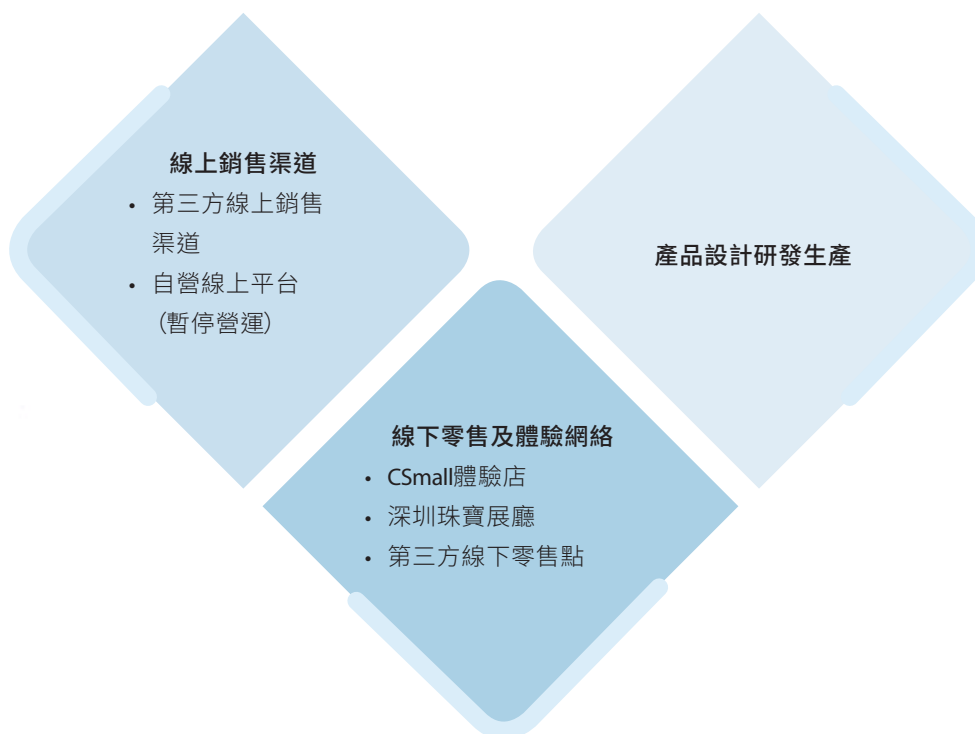 線上銷售渠道
• 第三方線上銷售
渠道
• 自營線上平台
（暫停營運）
產品設計研發生產
線下零售及體驗網絡
• CSmall體驗店
• 深圳珠寶展廳
• 第三方線下零售點